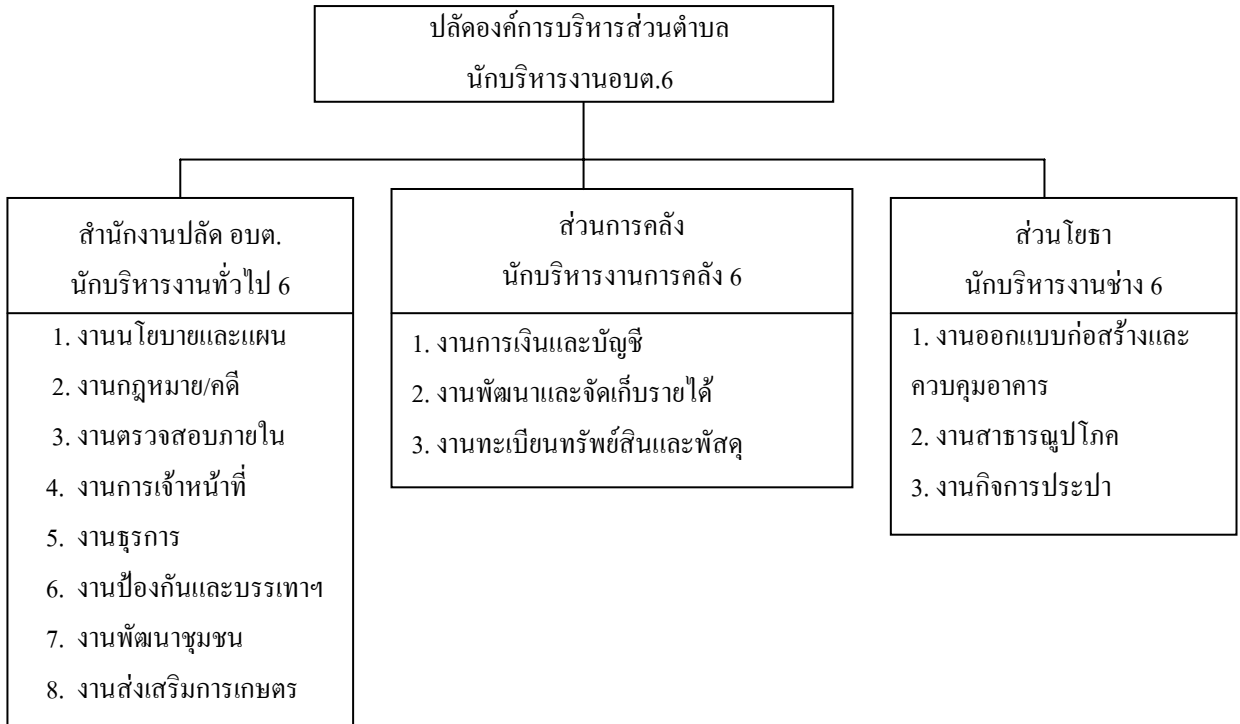 ปลัดองค์การบริหารส่วนตำบล
นักบริหารงานอบต.6
สำนักงานปลัด อบต.
นักบริหารงานทั่วไป 6
1. งานนโยบายและแผน
2. งานกฎหมาย/คดี
3. งานตรวจสอบภายใน
4. งานการเจ้าหน้าที่
5. งานธุรการ
6. งานป้องกันและบรรเทาฯ
7. งานพัฒนาชุมชน
8. งานส่งเสริมการเกษตร
ส่วนการคลัง
นักบริหารงานการคลัง 6
1. งานการเงินและบัญชี
2. งานพัฒนาและจัดเก็บรายได้
3. งานทะเบียนทรัพย์สินและพัสดุ
ส่วนโยธา
นักบริหารงานช่าง 6
1. งานออกแบบก่อสร้างและ
ควบคุมอาคาร
2. งานสาธารณูปโภค
3. งานกิจการประปา